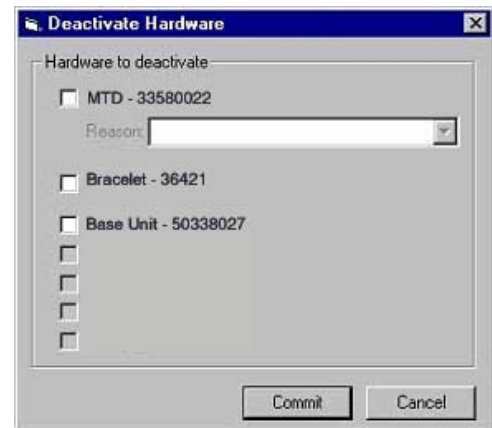 Deactivate Hardware
Hardware to deactivate
MTD - 33580022
Reason:
Bracelet - 36421
Base Unit - 50338027
Commit Cancel